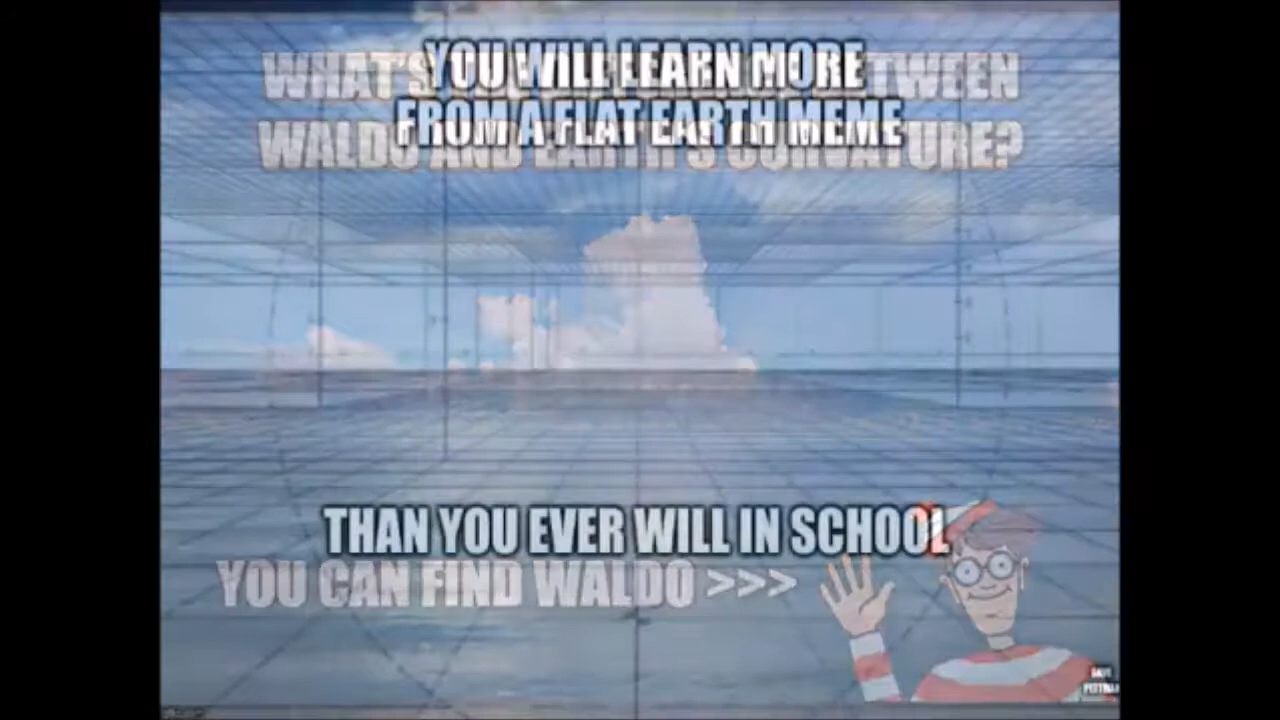 YOU WILL LEARN MORE
FROM A FLAT EARTH MEME
WHAT'S TWEEN
WALDO AND EARTH'S CURVATURE?
THAN YOU EVER WILL IN SCHOOL
YOU CAN FIND WALDO >>>